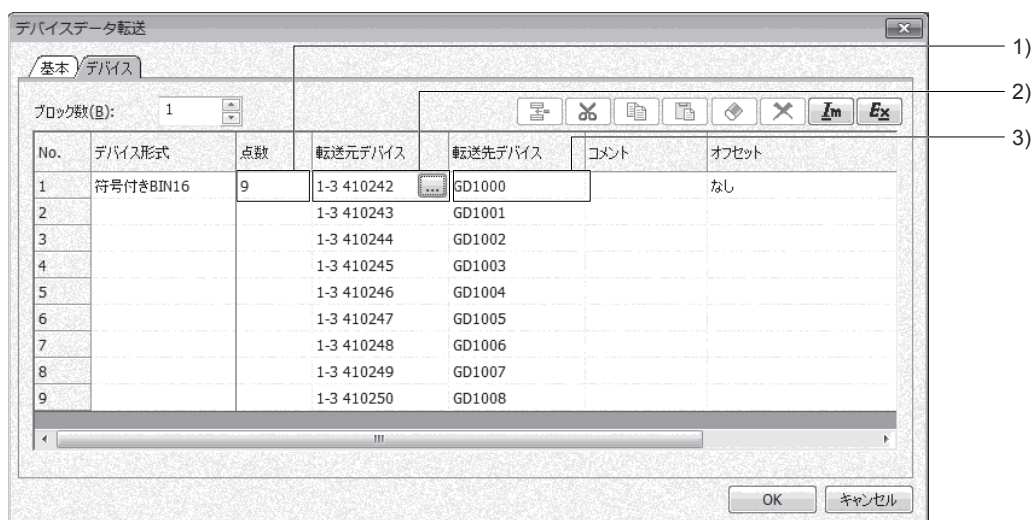 デバイスデータ転送
1)
基本 デバイス
2)
ブロック数(B): 1 Im Ex
3)
No. デバイス形式 点数 転送元デバイス 転送先デバイス コメント オフセット
1 符号付きBIN16 9 1-3 410242 ... GD1000 なし
2 1-3 410243 GD1001
3 1-3 410244 GD1002
4 1-3 410245 GD1003
5 1-3 410246 GD1004
6 1-3 410247 GD1005
7 1-3 410248 GD1006
8 1-3 410249 GD1007
9 1-3 410250 GD1008
OK キャンセル